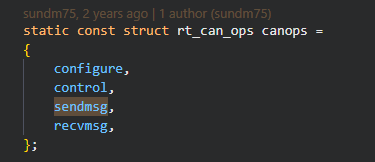 sundm75, 2 years ago | 1 author (sundm75)
static const struct rt_can_ops canops =
{
    configure,
    control,
    sendmsg,
    recvmsg,
};